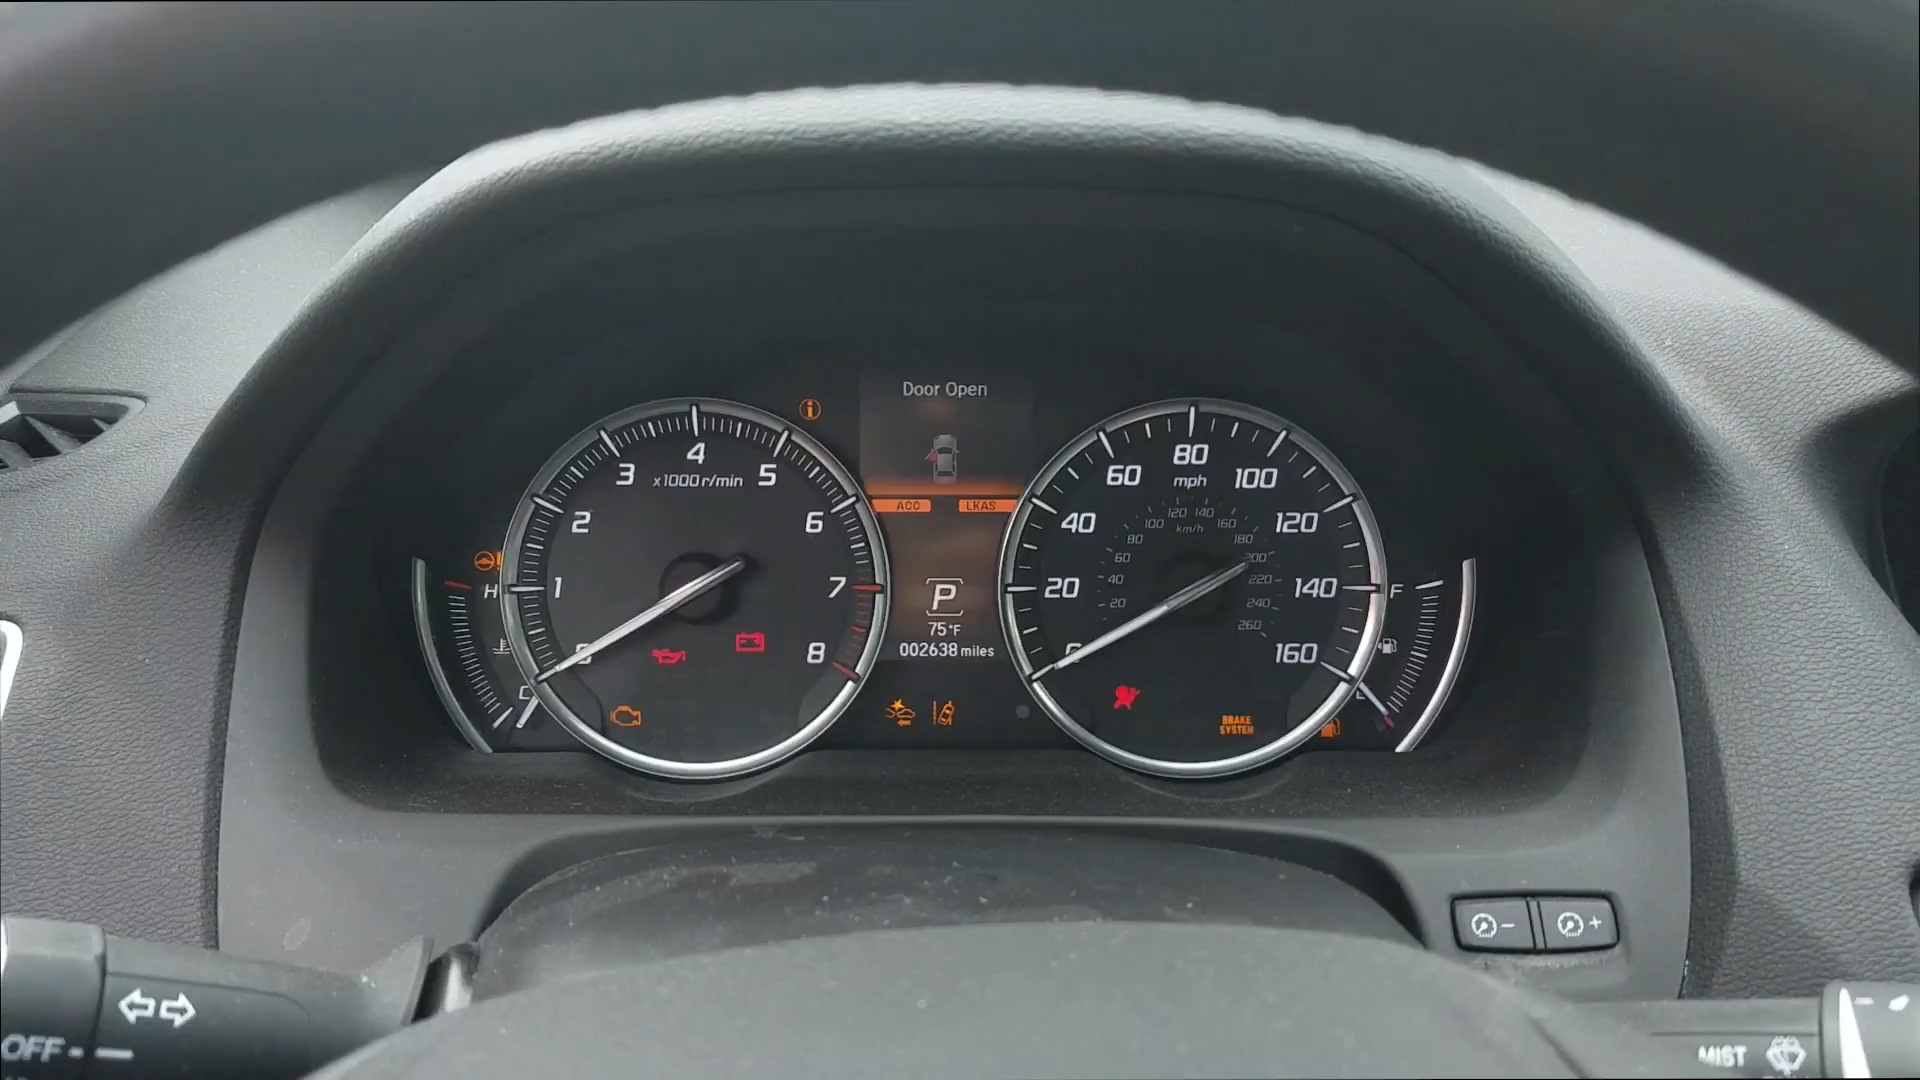 Door Open
ACC LKAS
x1000 r/min
1
2
3
4
5
6
7
8
H
C
P
75°F
002638 miles
mph
20
40
60
80
100
120
140
160
km/h
20
40
60
80
100
120
140
160
180
200
220
240
260
F
BRAKE
SYSTEM
OFF
MIST
- +